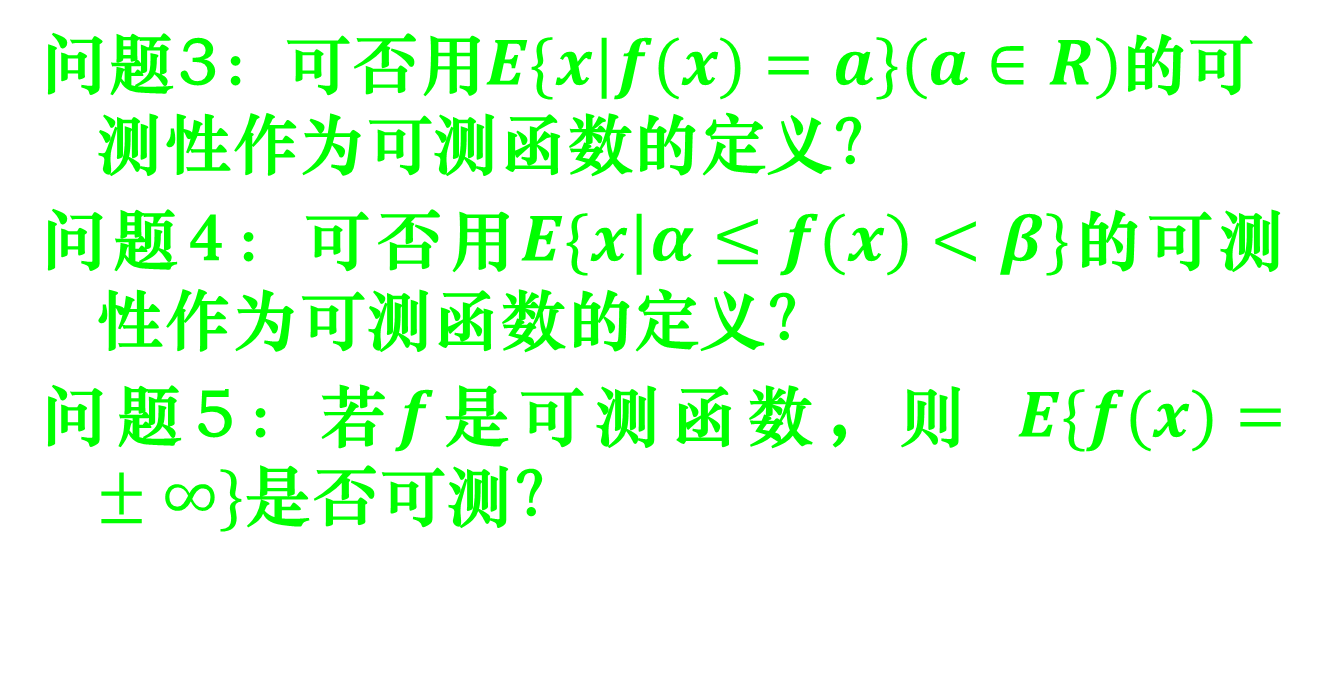 问题3：可否用E{x|f(x) = a}(a ∈ R)的可
测性作为可测函数的定义？
问题4：可否用E{x|α ≤ f(x) < β}的可测
性作为可测函数的定义？
问题5：若f是可测函数，则 E{f(x) =
± ∞}是否可测？